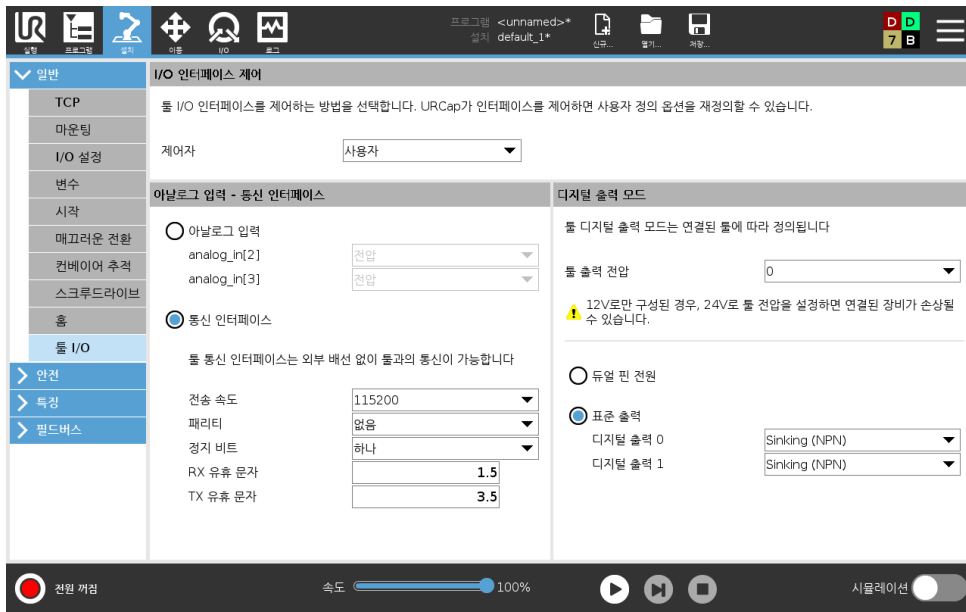 UR
실행
프로그램
설치
이동
I/O
로그
프로그램 <unnamed>*
설치 default_1*
신규...
열기...
저장...
D D
7 B
일반
TCP
마운팅
I/O 설정
변수
시작
매끄러운 전환
컨베이어 추적
스크루드라이브
홈
툴 I/O
안전
특징
필드버스
I/O 인터페이스 제어
툴 I/O 인터페이스를 제어하는 방법을 선택합니다. URCap가 인터페이스를 제어하면 사용자 정의 옵션을 재정의할 수 있습니다.
제어자 사용자
아날로그 입력 - 통신 인터페이스
아날로그 입력
analog_in[2] 전압
analog_in[3] 전압
통신 인터페이스
툴 통신 인터페이스는 외부 배선 없이 툴과의 통신이 가능합니다
전송 속도 115200
패리티 없음
정지 비트 하나
RX 유휴 문자 1.5
TX 유휴 문자 3.5
디지털 출력 모드
툴 디지털 출력 모드는 연결된 툴에 따라 정의됩니다
툴 출력 전압 0
12V로만 구성된 경우, 24V로 툴 전압을 설정하면 연결된 장비가 손상될
수 있습니다.
듀얼 핀 전원
표준 출력
디지털 출력 0 Sinking (NPN)
디지털 출력 1 Sinking (NPN)
전원 꺼짐
속도 100%
시뮬레이션